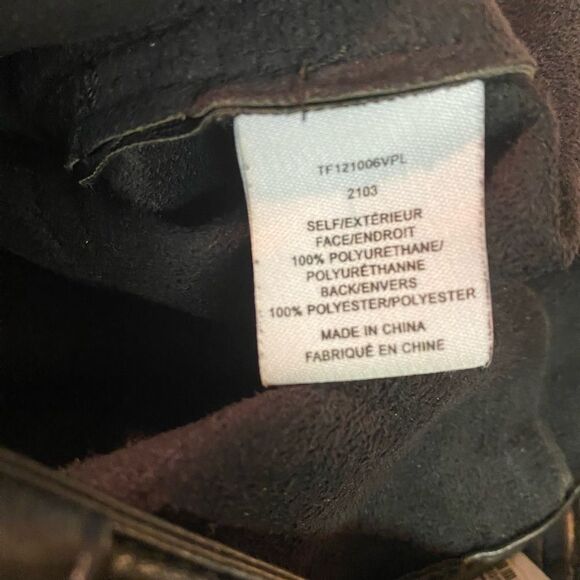 TF121006VPL
2103
SELF/EXTÉRIEUR
FACE/ENDROIT
100% POLYURETHANE/
POLYURÉTHANNE
BACK/ENVERS
100% POLYESTER/POLYESTER
MADE IN CHINA
FABRIQUÉ EN CHINE